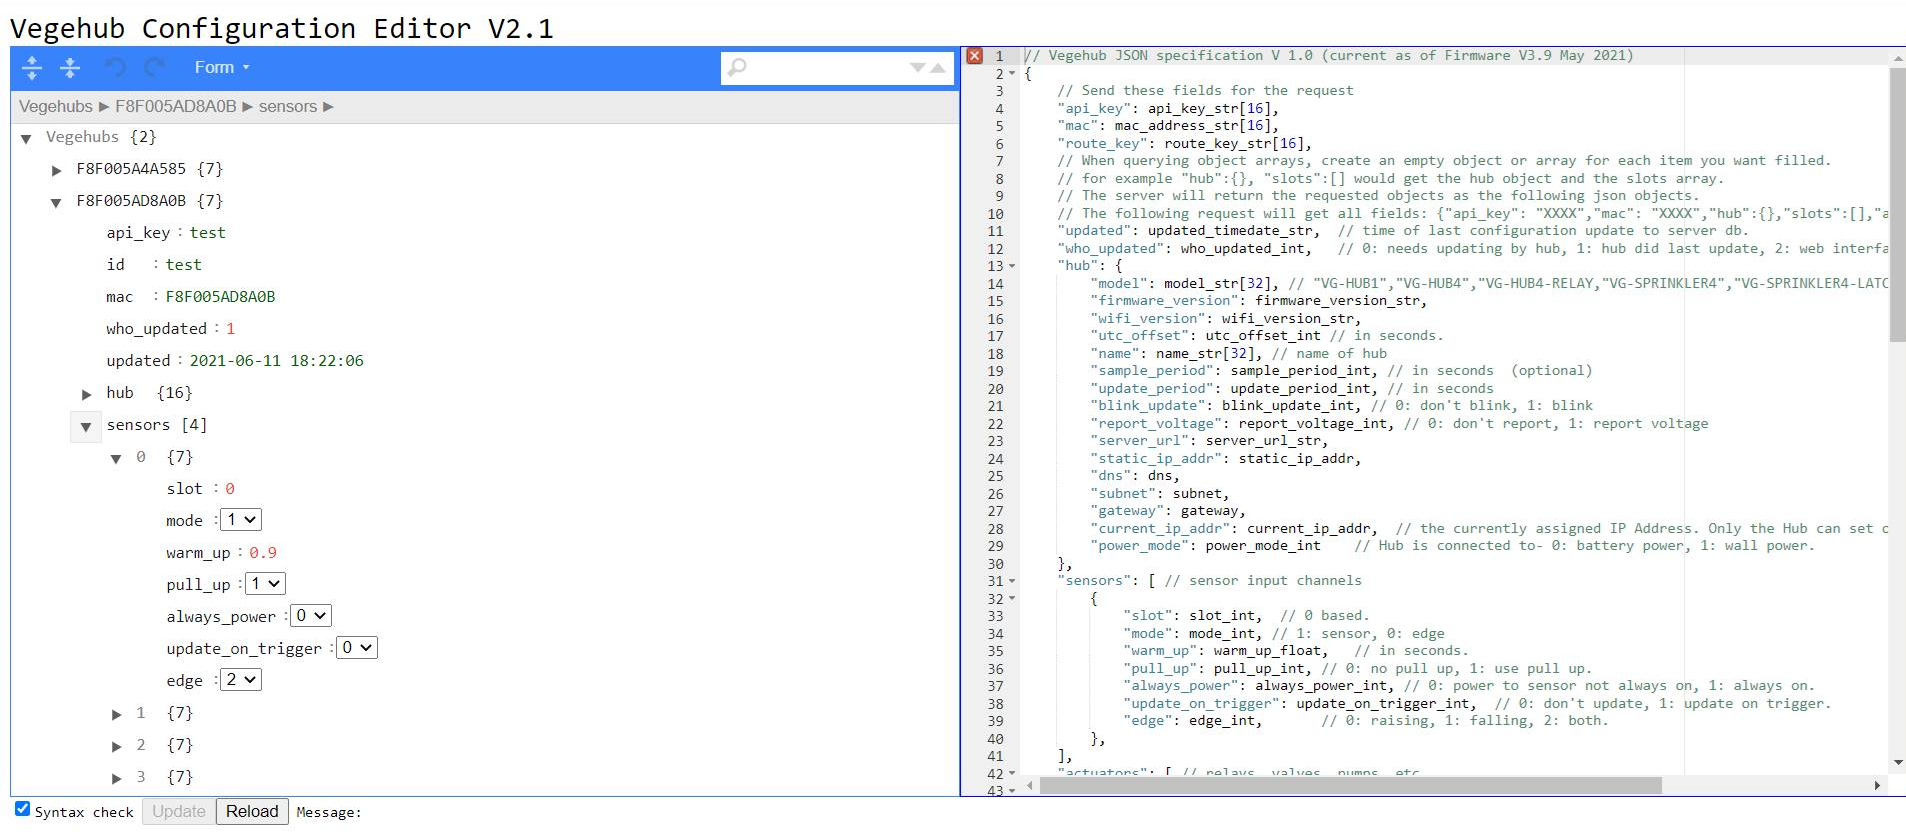 Vegehub Configuration Editor V2.1
Form
Vegehubs ▶ F8F005AD8A0B ▶ sensors ▶
Vegehubs {2}
F8F005A4A585 {7}
F8F005AD8A0B {7}
api_key : test
id : test
mac : F8F005AD8A0B
who_updated : 1
updated : 2021-06-11 18:22:06
hub {16}
sensors [4]
0 {7}
slot : 0
mode : 1
warm_up : 0.9
pull_up : 1
always_power : 0
update_on_trigger : 0
edge : 2
1 {7}
2 {7}
3 {7}
1 // Vegehub JSON specification V 1.0 (current as of Firmware V3.9 May 2021)
2 {
3 // Send these fields for the request
4 "api_key": api_key_str[16],
5 "mac": mac_address_str[16],
6 "route_key": route_key_str[16],
7 // When querying object arrays, create an empty object or array for each item you want filled.
8 // for example "hub":{}, "slots":[] would get the hub object and the slots array.
9 // The server will return the requested objects as the following json objects.
10 // The following request will get all fields: {"api_key": "XXXX","mac": "XXXX","hub":{},"slots":[],"a
11 "updated": updated_timedate_str, // time of last configuration update to server db.
12 "who_updated": who_updated_int, // 0: needs updating by hub, 1: hub did last update, 2: web interfa
13 "hub": {
14 "model": model_str[32], // "VG-HUB1","VG-HUB4","VG-HUB4-RELAY,"VG-SPRINKLER4","VG-SPRINKLER4-LATC
15 "firmware_version": firmware_version_str,
16 "wifi_version": wifi_version_str,
17 "utc_offset": utc_offset_int // in seconds.
18 "name": name_str[32], // name of hub
19 "sample_period": sample_period_int, // in seconds (optional)
20 "update_period": update_period_int, // in seconds
21 "blink_update": blink_update_int, // 0: don't blink, 1: blink
22 "report_voltage": report_voltage_int, // 0: don't report, 1: report voltage
23 "server_url": server_url_str,
24 "static_ip_addr": static_ip_addr,
25 "dns": dns,
26 "subnet": subnet,
27 "gateway": gateway,
28 "current_ip_addr": current_ip_addr, // the currently assigned IP Address. Only the Hub can set o
29 "power_mode": power_mode_int // Hub is connected to- 0: battery power, 1: wall power.
30 },
31 "sensors": [ // sensor input channels
32 {
33 "slot": slot_int, // 0 based.
34 "mode": mode_int, // 1: sensor, 0: edge
35 "warm_up": warm_up_float, // in seconds.
36 "pull_up": pull_up_int, // 0: no pull up, 1: use pull up.
37 "always_power": always_power_int, // 0: power to sensor not always on, 1: always on.
38 "update_on_trigger": update_on_trigger_int, // 0: don't update, 1: update on trigger.
39 "edge": edge_int, // 0: raising, 1: falling, 2: both.
40 },
41 ],
42 "actuators": [ // relays, valves, pumps, etc
43
Syntax check Update Reload Message: